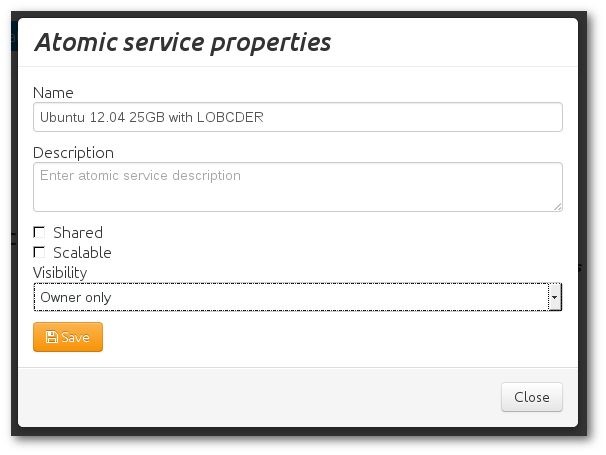 Atomic service properties
Name
Ubuntu 12.04 25GB with LOBCDER
Description
Enter atomic service description
Shared
Scalable
Visibility
Owner only
Save
Close